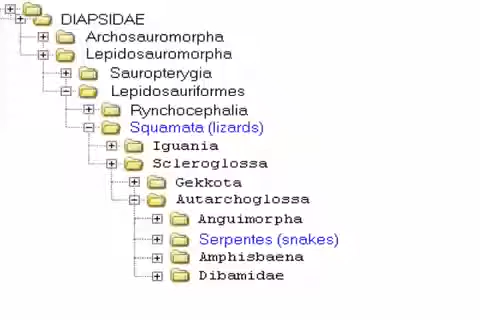 DIAPSIDAE
Archosauromorpha
Lepidosauromorpha
Sauropterygia
Lepidosauriformes
Rynchocephalia
Squamata (lizards)
Iguania
Scleroglossa
Gekkota
Autarchoglossa
Anguimorpha
Serpentes (snakes)
Amphisbaena
Dibamidae